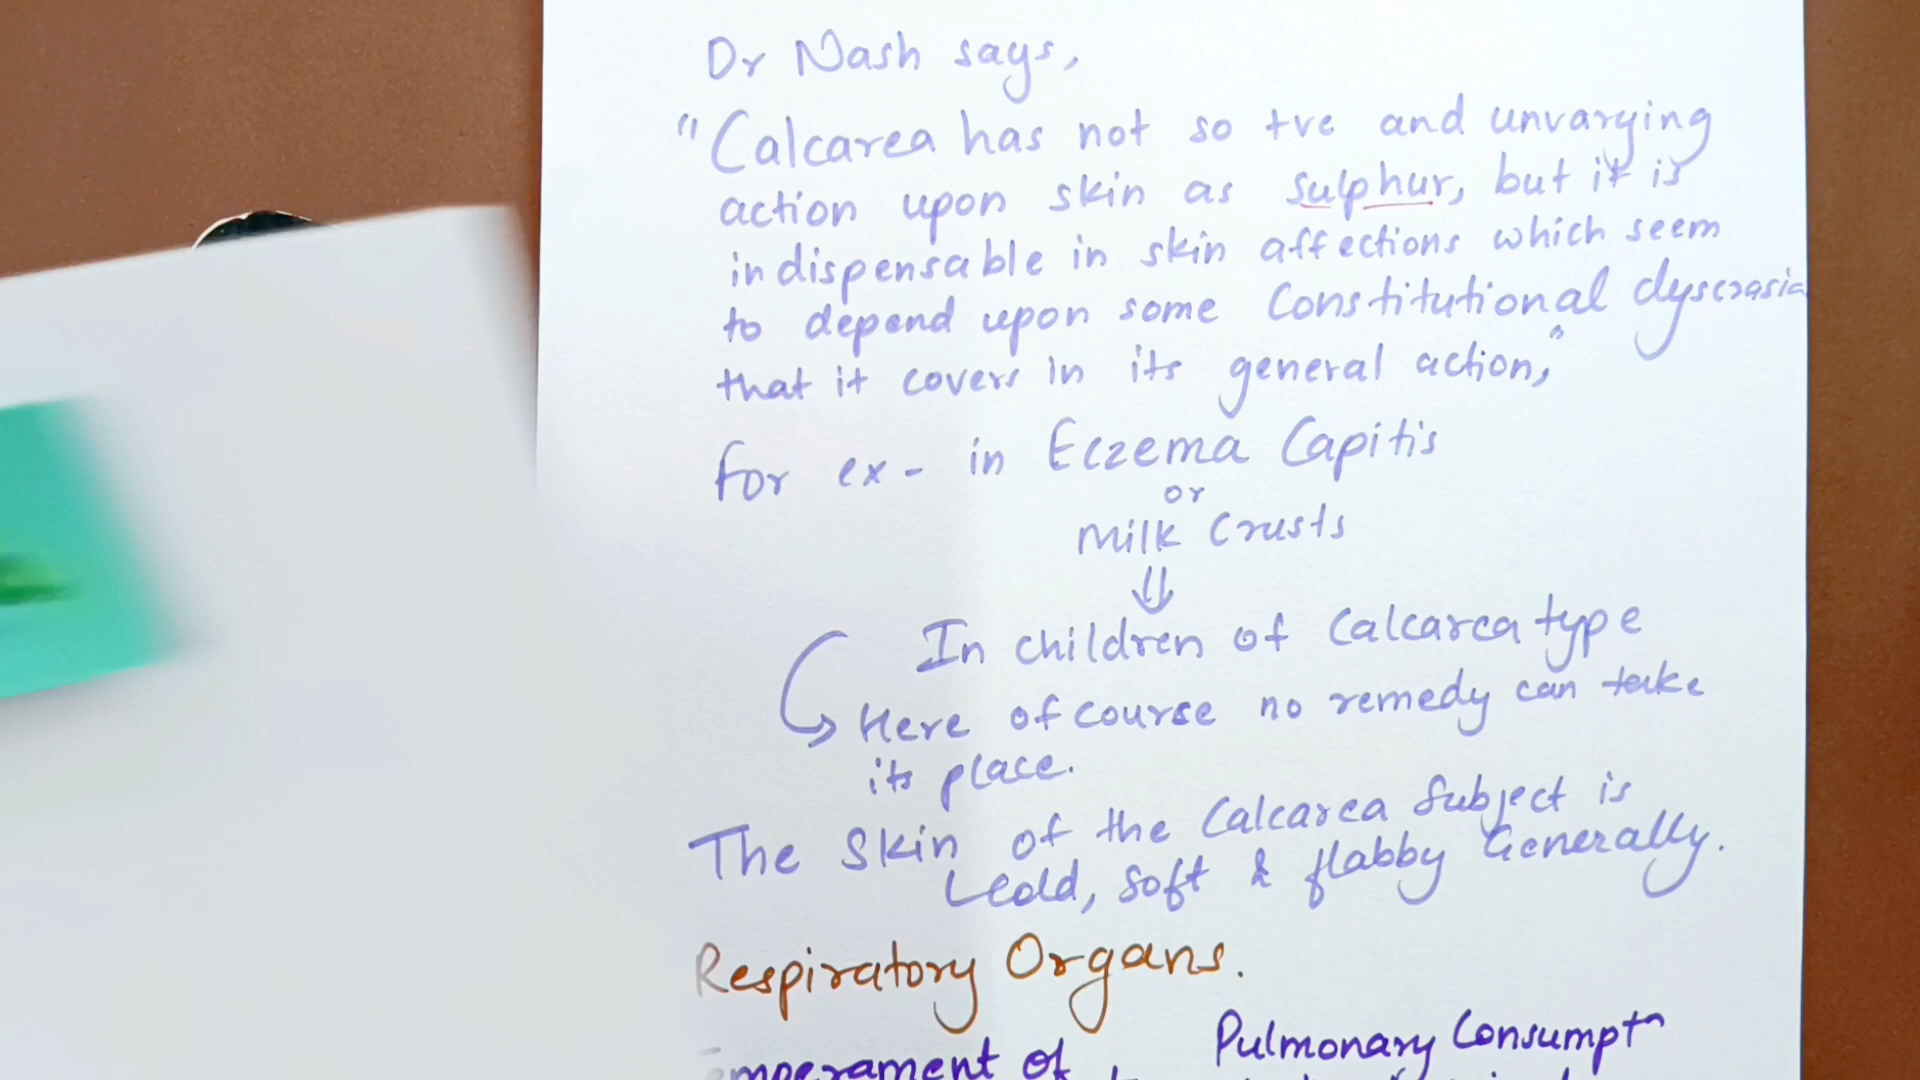 Dr Nash says,
"Calcarea has not so +ve and unvarying
action upon skin as sulphur, but it is
indispensable in skin affections which seem
to depend upon some Constitutional dyscrasia
that it covers in its general action,"
for ex - in Eczema Capitis
or
Milk Crusts
⇓
In children of Calcarea type
Here of course no remedy can take
its place.
The Skin of the Calcarea Subject is
Cold, Soft & flabby Generally.
Respiratory Organs.
Pulmonary Consumptn
of